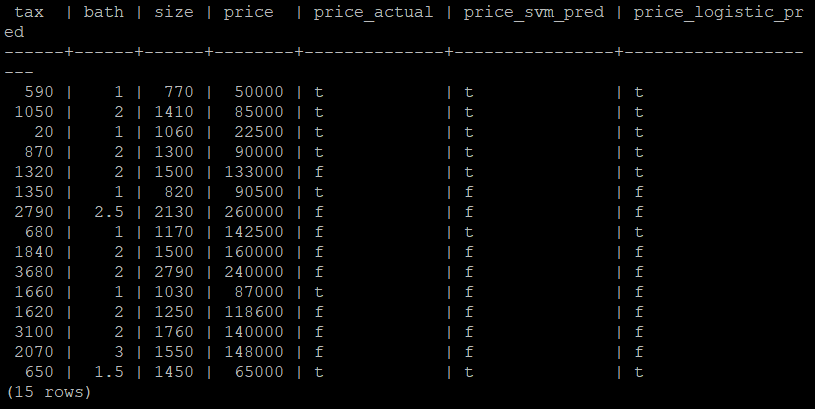 tax  | bath | size | price  | price_actual | price_svm_pred | price_logistic_pr
ed
------+------+------+--------+--------------+----------------+------------------
---
  590 |    1 |  770 |  50000 | t            | t              | t
 1050 |    2 | 1410 |  85000 | t            | t              | t
   20 |    1 | 1060 |  22500 | t            | t              | t
  870 |    2 | 1300 |  90000 | t            | t              | t
 1320 |    2 | 1500 | 133000 | f            | t              | t
 1350 |    1 |  820 |  90500 | t            | f              | f
 2790 |  2.5 | 2130 | 260000 | f            | f              | f
  680 |    1 | 1170 | 142500 | f            | t              | t
 1840 |    2 | 1500 | 160000 | f            | f              | f
 3680 |    2 | 2790 | 240000 | f            | f              | f
 1660 |    1 | 1030 |  87000 | t            | f              | f
 1620 |    2 | 1250 | 118600 | f            | f              | f
 3100 |    2 | 1760 | 140000 | f            | f              | f
 2070 |    3 | 1550 | 148000 | f            | f              | f
  650 |  1.5 | 1450 |  65000 | t            | t              | t
(15 rows)